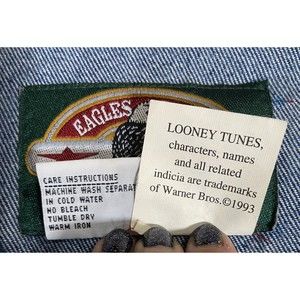 EAGLES
CARE INSTRUCTIONS
MACHINE WASH SEPARAT
IN COLD WATER
NO BLEACH
TUMBLE DRY
WARM IRON
LOONEY TUNES,
characters, names
and all related
indicia are trademarks
of Warner Bros.©1993